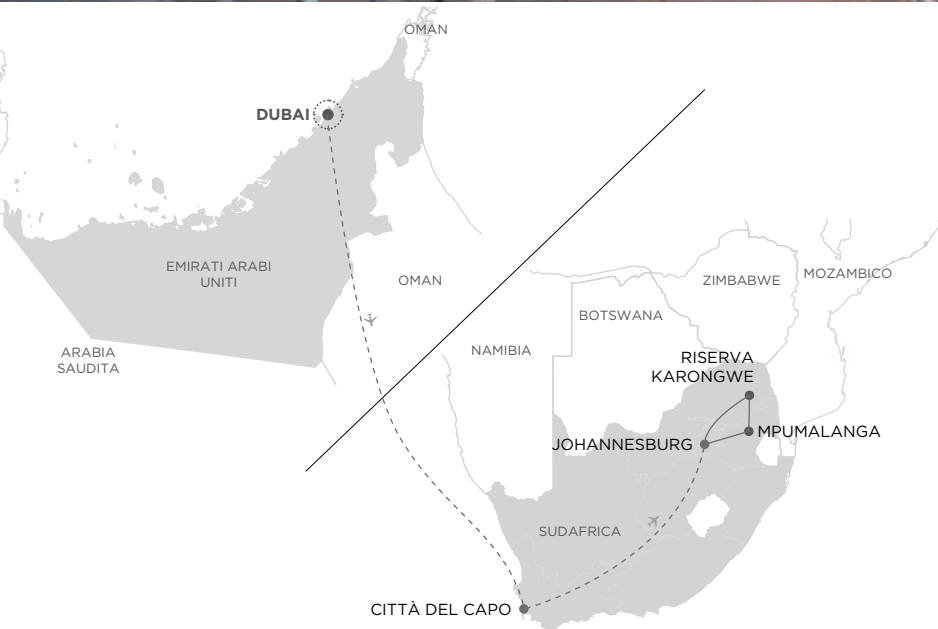 OMAN
DUBAI
EMIRATI ARABI
UNITI
OMAN
ARABIA
SAUDITA
ZIMBABWE
MOZAMBICO
BOTSWANA
NAMIBIA
RISERVA
KARONGWE
MPUMALANGA
JOHANNESBURG
SUDAFRICA
CITTÀ DEL CAPO